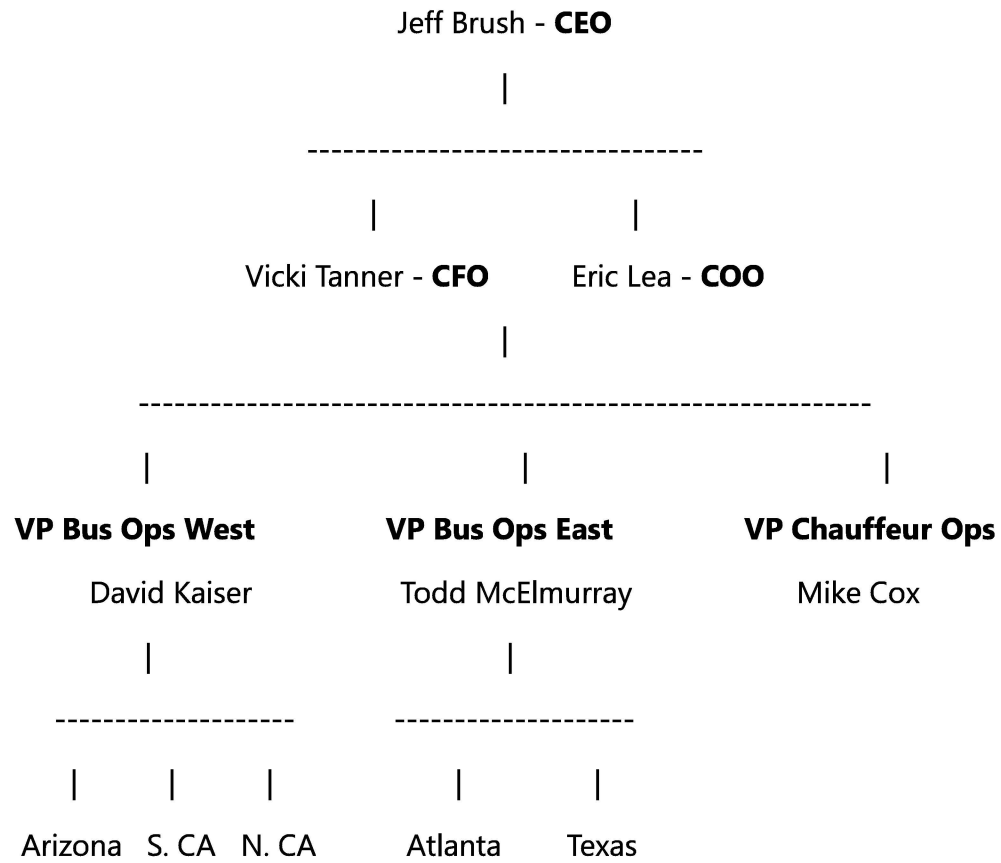 Jeff Brush - CEO
|
---------------------------------
| |
Vicki Tanner - CFO Eric Lea - COO
|
-------------------------------------------------------------
| | |
VP Bus Ops West VP Bus Ops East VP Chauffeur Ops
David Kaiser Todd McElmurray Mike Cox
| |
-------------------- --------------------
| | | | |
Arizona S. CA N. CA Atlanta Texas